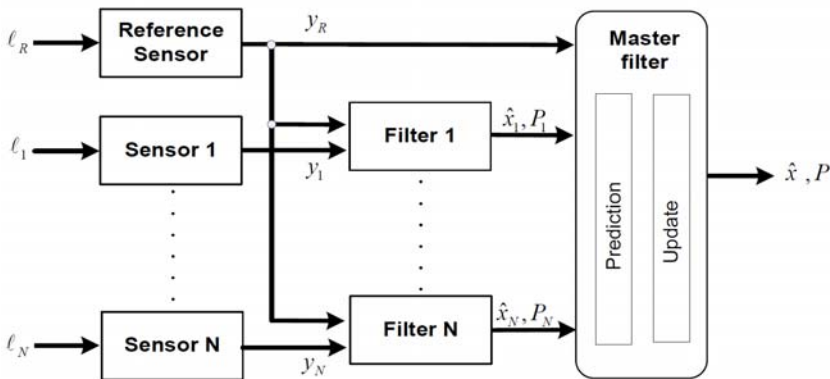 ℓ_R
Reference
Sensor
y_R
Master
filter
ℓ_1
Sensor 1
y_1
Filter 1
x̂_1, P_1
Prediction
Update
x̂ , P
ℓ_N
Sensor N
y_N
Filter N
x̂_N, P_N